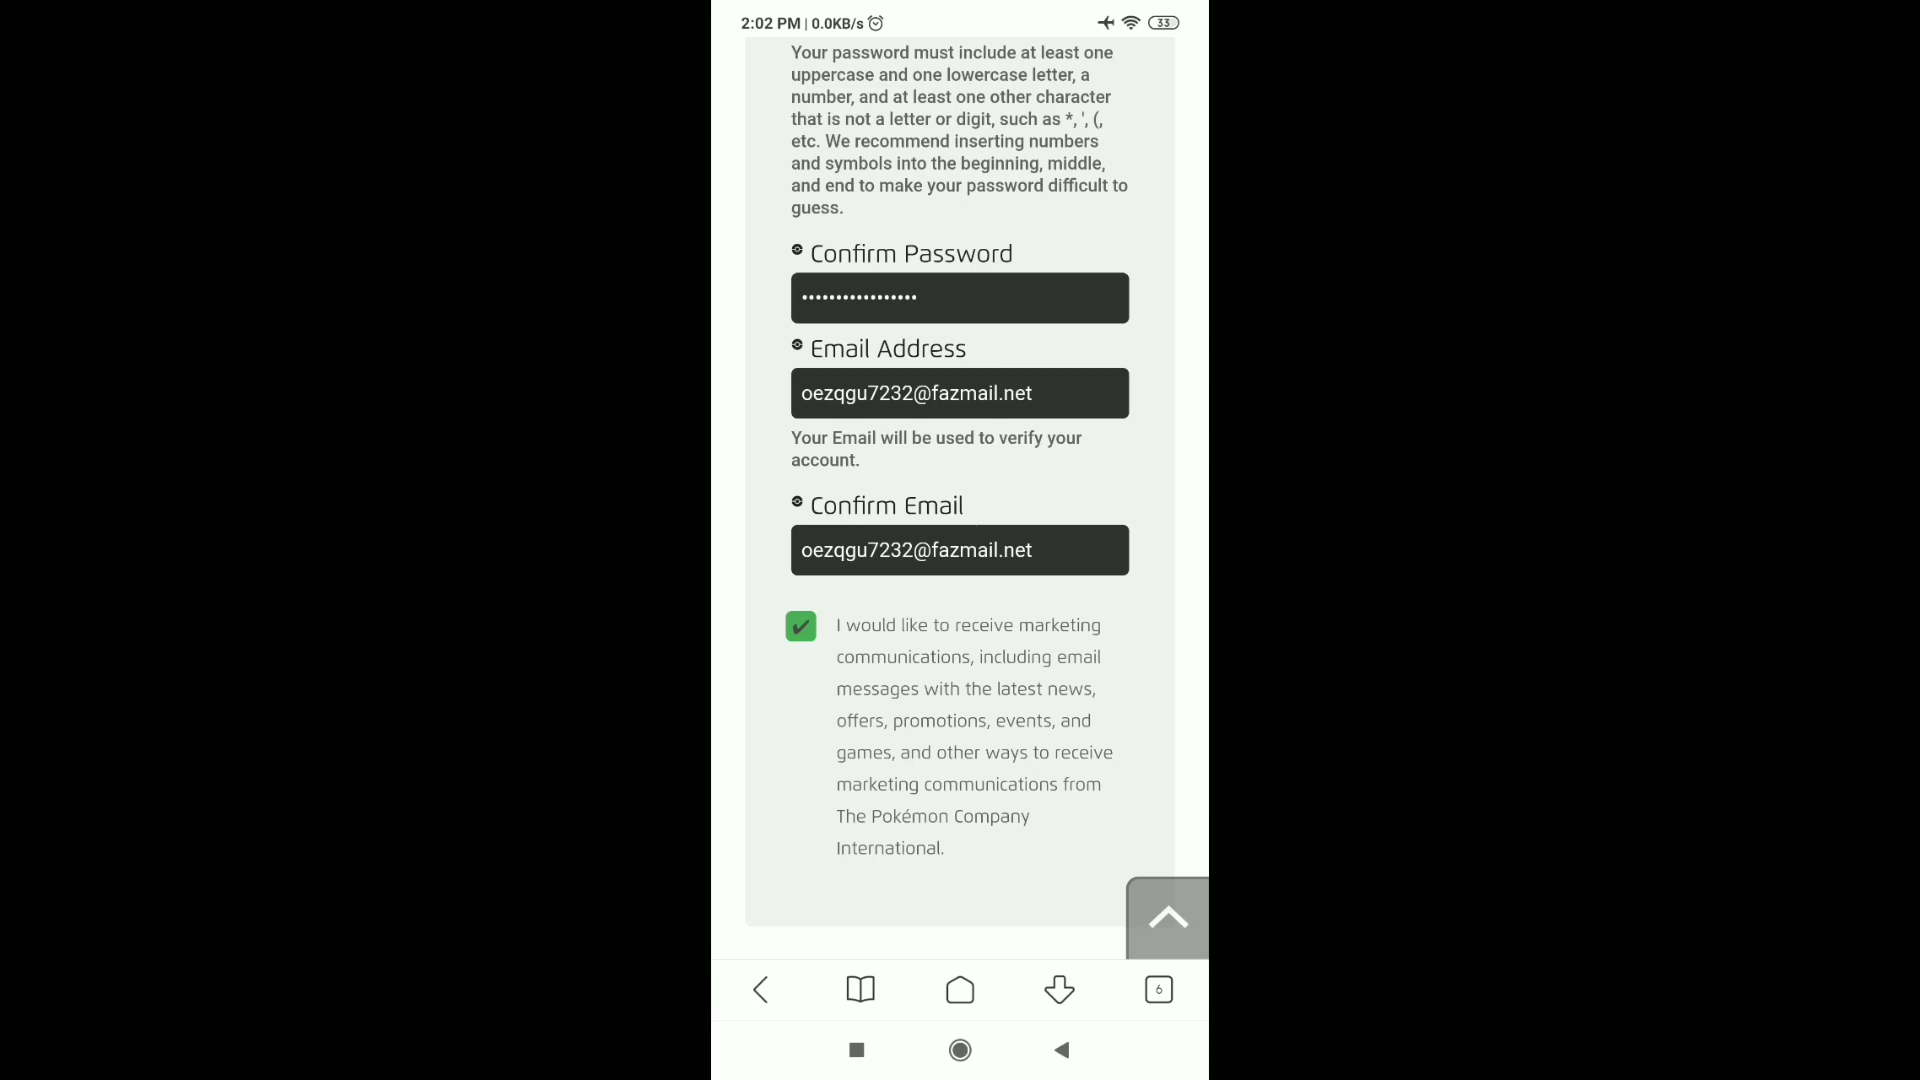 2:02 PM | 0.0KB/s
33
Your password must include at least one
uppercase and one lowercase letter, a
number, and at least one other character
that is not a letter or digit, such as *, ', (,
etc. We recommend inserting numbers
and symbols into the beginning, middle,
and end to make your password difficult to
guess.
Confirm Password
•••••••••••••••••
Email Address
oezqgu7232@fazmail.net
Your Email will be used to verify your
account.
Confirm Email
oezqgu7232@fazmail.net
I would like to receive marketing
communications, including email
messages with the latest news,
offers, promotions, events, and
games, and other ways to receive
marketing communications from
The Pokémon Company
International.
6